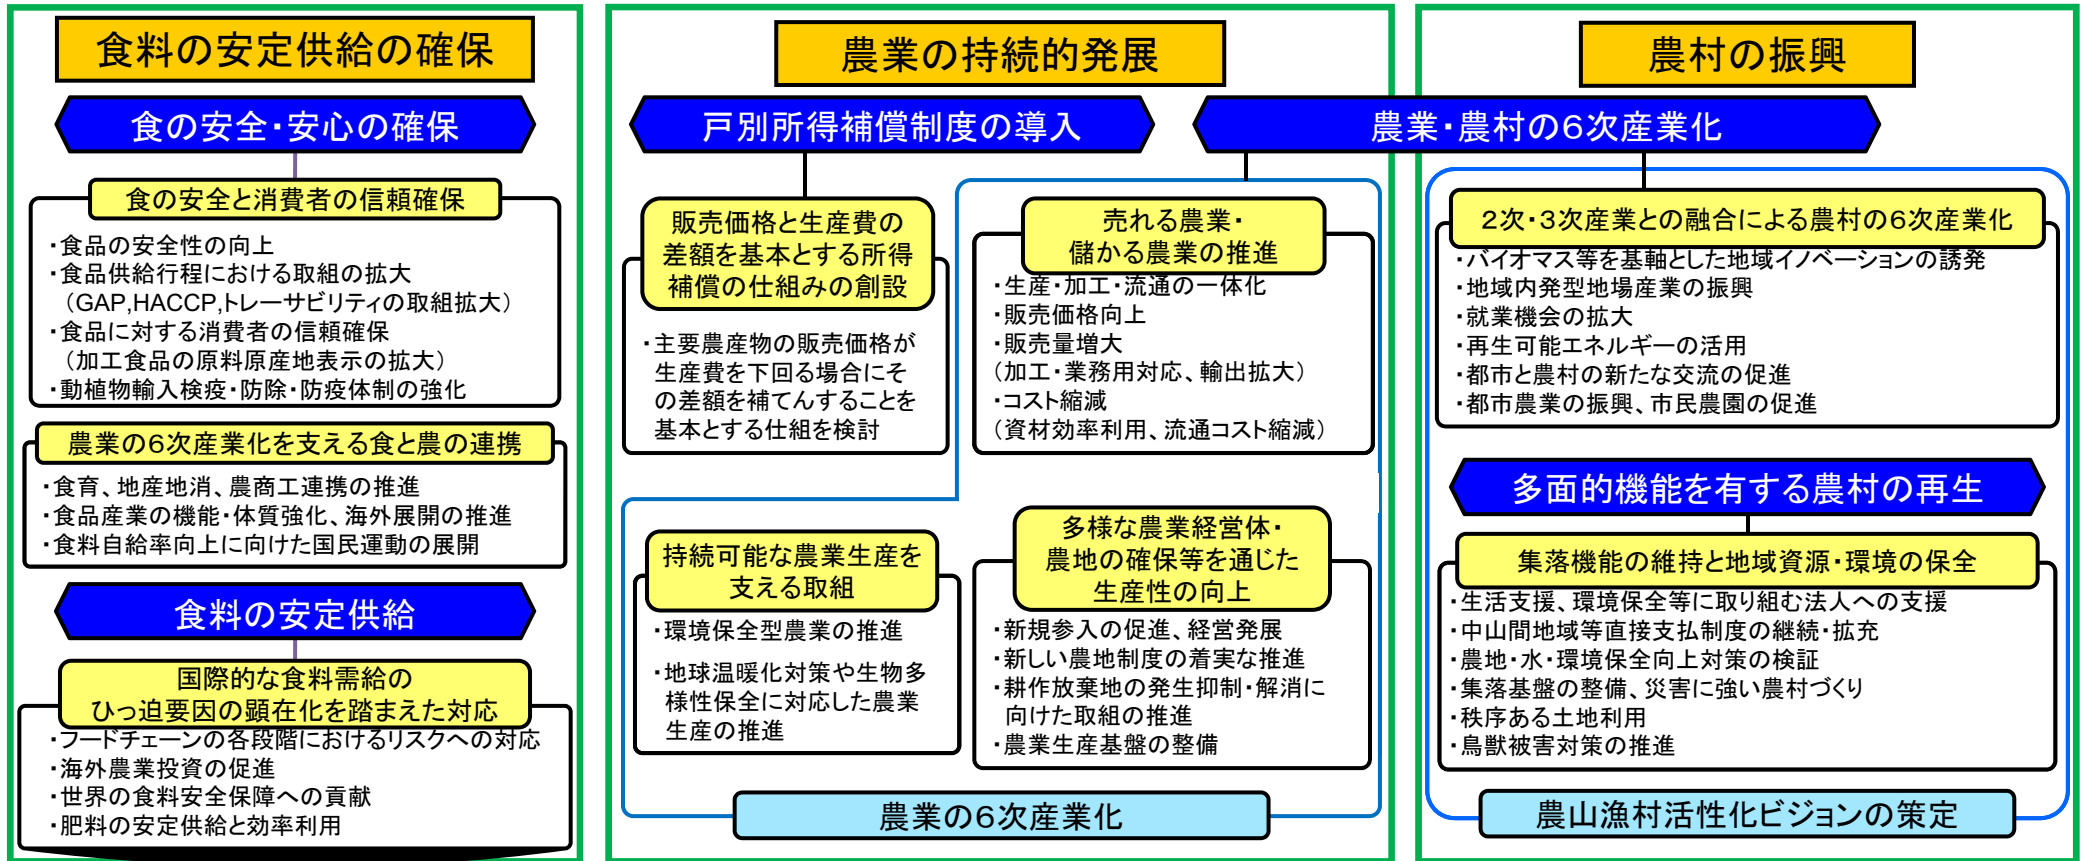 食料の安定供給の確保
食の安全・安心の確保
食の安全と消費者の信頼確保
・食品の安全性の向上
・食品供給行程における取組の拡大
（GAP,HACCP,トレーサビリティの取組拡大）
・食品に対する消費者の信頼確保
（加工食品の原料原産地表示の拡大）
・動植物輸入検疫・防除・防疫体制の強化
農業の６次産業化を支える食と農の連携
・食育、地産地消、農商工連携の推進
・食品産業の機能・体質強化、海外展開の推進
・食料自給率向上に向けた国民運動の展開
食料の安定供給
国際的な食料需給の
ひっ迫要因の顕在化を踏まえた対応
・フードチェーンの各段階におけるリスクへの対応
・海外農業投資の促進
・世界の食料安全保障への貢献
・肥料の安定供給と効率利用
農業の持続的発展
戸別所得補償制度の導入
農業・農村の６次産業化
販売価格と生産費の
差額を基本とする所得
補償の仕組みの創設
・主要農産物の販売価格が
生産費を下回る場合にそ
の差額を補てんすることを
基本とする仕組を検討
売れる農業・
儲かる農業の推進
・生産・加工・流通の一体化
・販売価格向上
・販売量増大
（加工・業務用対応、輸出拡大）
・コスト縮減
（資材効率利用、流通コスト縮減）
持続可能な農業生産を
支える取組
・環境保全型農業の推進
・地球温暖化対策や生物多
様性保全に対応した農業
生産の推進
多様な農業経営体・
農地の確保等を通じた
生産性の向上
・新規参入の促進、経営発展
・新しい農地制度の着実な推進
・耕作放棄地の発生抑制・解消に
向けた取組の推進
・農業生産基盤の整備
農業の６次産業化
農村の振興
２次・３次産業との融合による農村の６次産業化
・バイオマス等を基軸とした地域イノベーションの誘発
・地域内発型地場産業の振興
・就業機会の拡大
・再生可能エネルギーの活用
・都市と農村の新たな交流の促進
・都市農業の振興、市民農園の促進
多面的機能を有する農村の再生
集落機能の維持と地域資源・環境の保全
・生活支援、環境保全等に取り組む法人への支援
・中山間地域等直接支払制度の継続・拡充
・農地・水・環境保全向上対策の検証
・集落基盤の整備、災害に強い農村づくり
・秩序ある土地利用
・鳥獣被害対策の推進
農山漁村活性化ビジョンの策定